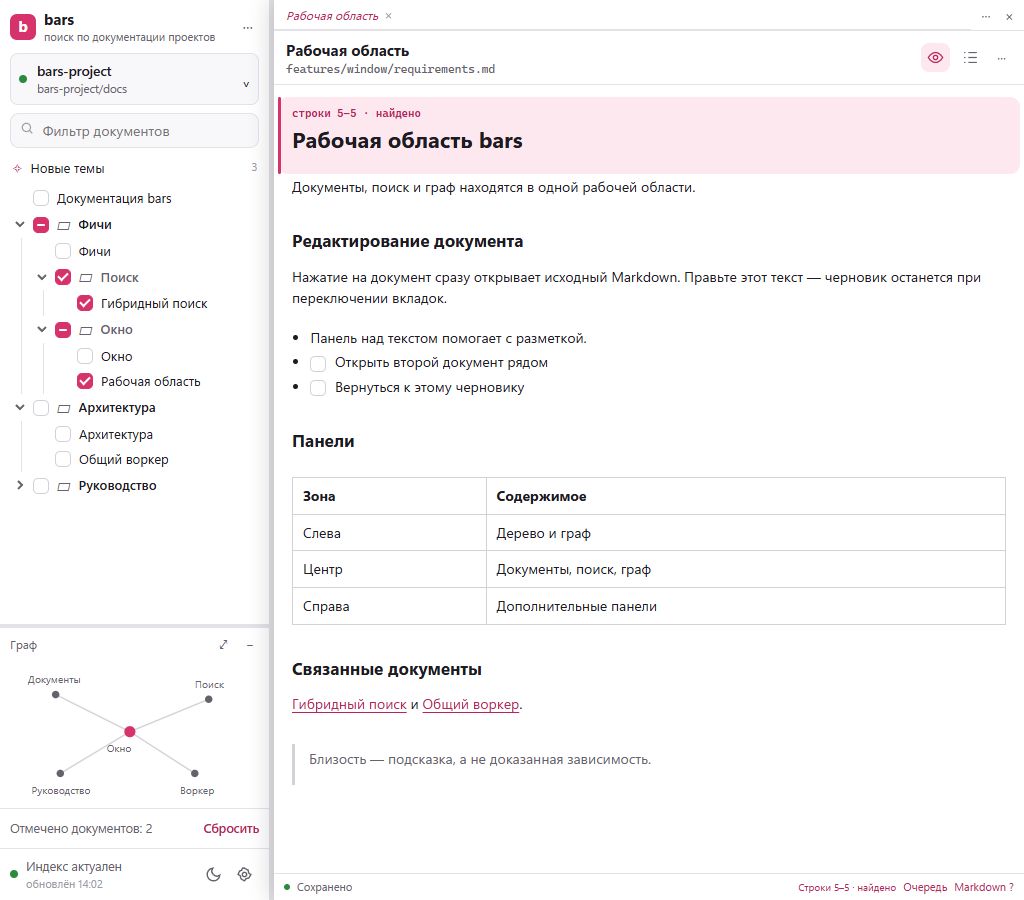 b
bars
поиск по документации проектов
...
bars-project
bars-project/docs
v
Фильтр документов
Новые темы 3
Документация bars
Фичи
Фичи
Поиск
Гибридный поиск
Окно
Окно
Рабочая область
Архитектура
Архитектура
Общий воркер
Руководство
Граф
Документы
Поиск
Окно
Руководство
Воркер
Отмечено документов: 2 Сбросить
Индекс актуален
обновлён 14:02
Рабочая область ×
... ×
Рабочая область
features/window/requirements.md
...
строки 5–5 · найдено
Рабочая область bars
Документы, поиск и граф находятся в одной рабочей области.
Редактирование документа
Нажатие на документ сразу открывает исходный Markdown. Правьте этот текст — черновик останется при
переключении вкладок.
Панель над текстом помогает с разметкой.
Открыть второй документ рядом
Вернуться к этому черновику
Панели
Зона Содержимое
Слева Дерево и граф
Центр Документы, поиск, граф
Справа Дополнительные панели
Связанные документы
Гибридный поиск и Общий воркер.
Близость — подсказка, а не доказанная зависимость.
Сохранено
Строки 5–5 · найдено Очередь Markdown ?